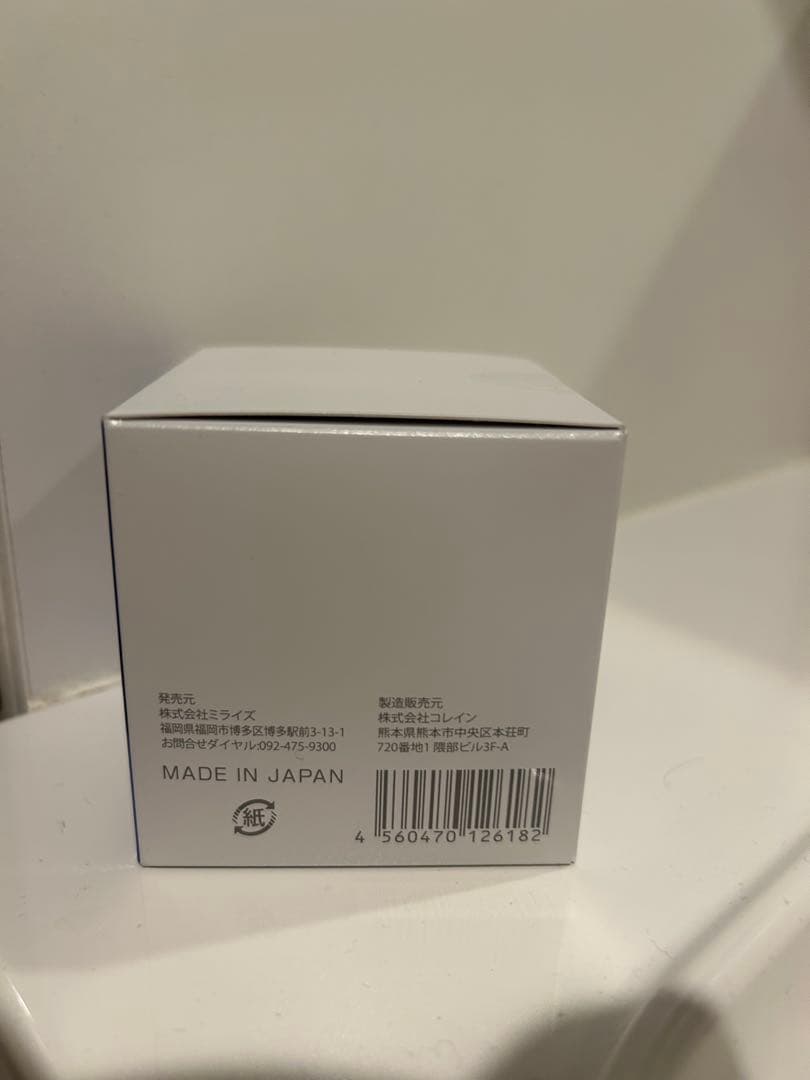 発売元
株式会社ミライズ
福岡県福岡市博多区博多駅前3-13-1
お問合せダイヤル:092-475-9300
製造販売元
株式会社コレイン
熊本県熊本市中央区本荘町
720番地1 隈部ビル3F-A
MADE IN JAPAN
紙
4 560470 126182